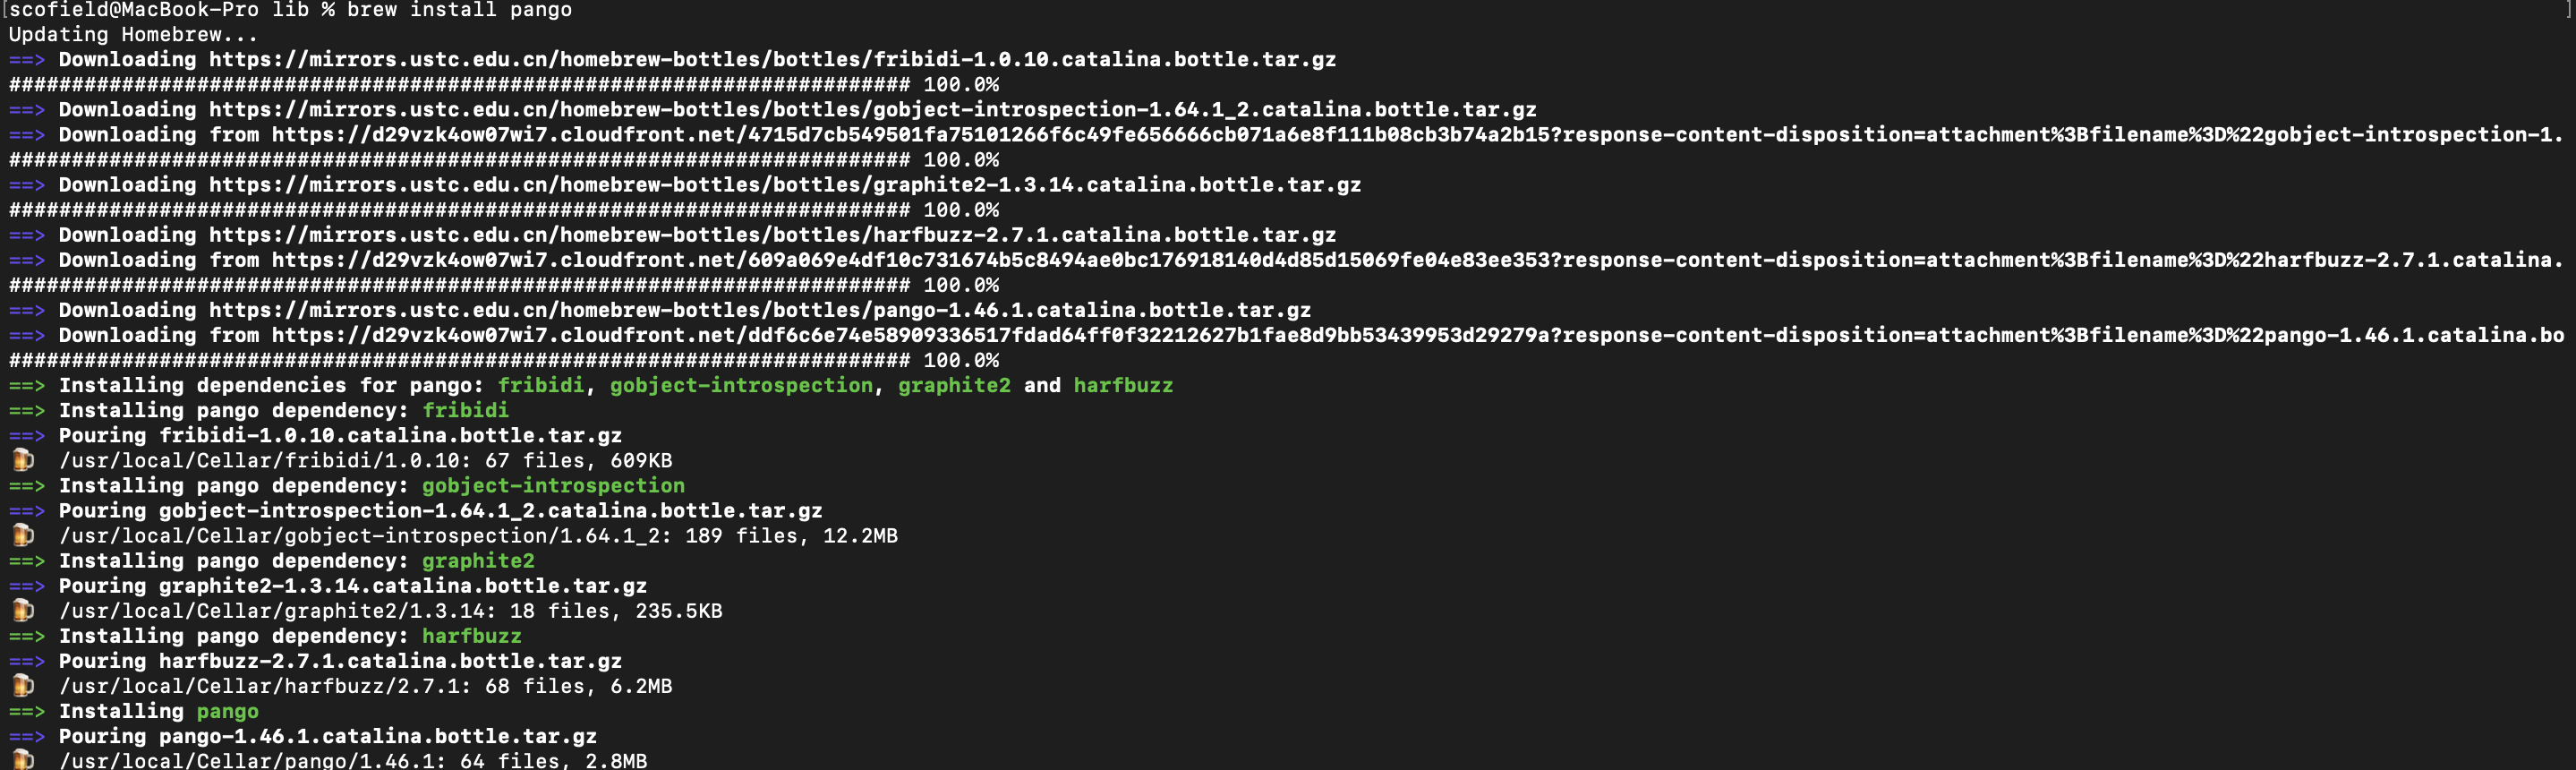 [scofield@MacBook-Pro lib % brew install pango ]
Updating Homebrew...
==> Downloading https://mirrors.ustc.edu.cn/homebrew-bottles/bottles/fribidi-1.0.10.catalina.bottle.tar.gz
######################################################################## 100.0%
==> Downloading https://mirrors.ustc.edu.cn/homebrew-bottles/bottles/gobject-introspection-1.64.1_2.catalina.bottle.tar.gz
==> Downloading from https://d29vzk4ow07wi7.cloudfront.net/4715d7cb549501fa75101266f6c49fe656666cb071a6e8f111b08cb3b74a2b15?response-content-disposition=attachment%3Bfilename%3D%22gobject-introspection-1.
######################################################################## 100.0%
==> Downloading https://mirrors.ustc.edu.cn/homebrew-bottles/bottles/graphite2-1.3.14.catalina.bottle.tar.gz
######################################################################## 100.0%
==> Downloading https://mirrors.ustc.edu.cn/homebrew-bottles/bottles/harfbuzz-2.7.1.catalina.bottle.tar.gz
==> Downloading from https://d29vzk4ow07wi7.cloudfront.net/609a069e4df10c731674b5c8494ae0bc176918140d4d85d15069fe04e83ee353?response-content-disposition=attachment%3Bfilename%3D%22harfbuzz-2.7.1.catalina.
######################################################################## 100.0%
==> Downloading https://mirrors.ustc.edu.cn/homebrew-bottles/bottles/pango-1.46.1.catalina.bottle.tar.gz
==> Downloading from https://d29vzk4ow07wi7.cloudfront.net/ddf6c6e74e58909336517fdad64ff0f32212627b1fae8d9bb53439953d29279a?response-content-disposition=attachment%3Bfilename%3D%22pango-1.46.1.catalina.bo
######################################################################## 100.0%
==> Installing dependencies for pango: fribidi, gobject-introspection, graphite2 and harfbuzz
==> Installing pango dependency: fribidi
==> Pouring fribidi-1.0.10.catalina.bottle.tar.gz
🍺 /usr/local/Cellar/fribidi/1.0.10: 67 files, 609KB
==> Installing pango dependency: gobject-introspection
==> Pouring gobject-introspection-1.64.1_2.catalina.bottle.tar.gz
🍺 /usr/local/Cellar/gobject-introspection/1.64.1_2: 189 files, 12.2MB
==> Installing pango dependency: graphite2
==> Pouring graphite2-1.3.14.catalina.bottle.tar.gz
🍺 /usr/local/Cellar/graphite2/1.3.14: 18 files, 235.5KB
==> Installing pango dependency: harfbuzz
==> Pouring harfbuzz-2.7.1.catalina.bottle.tar.gz
🍺 /usr/local/Cellar/harfbuzz/2.7.1: 68 files, 6.2MB
==> Installing pango
==> Pouring pango-1.46.1.catalina.bottle.tar.gz
🍺 /usr/local/Cellar/pango/1.46.1: 64 files, 2.8MB